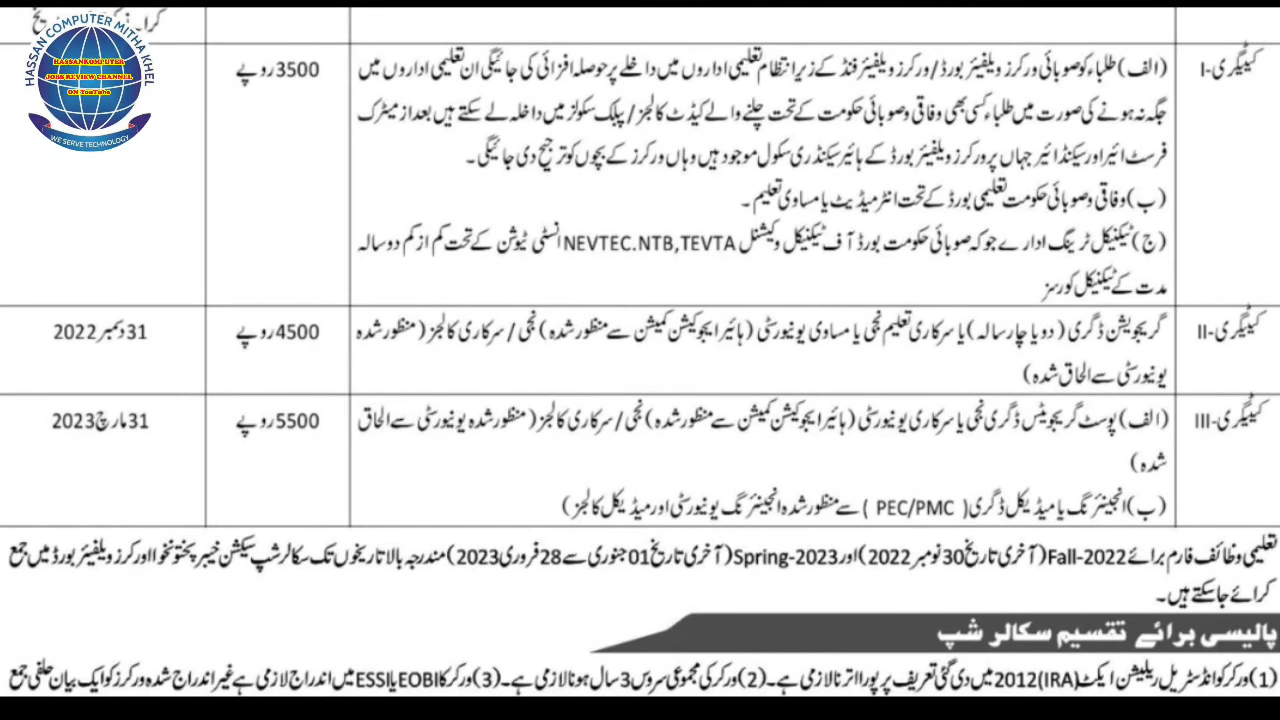 HASSAN COMPUTER MITHA KHEL
HASSANKOMPUTER
JOBS REVIEW CHANNEL
ON YouTube
WE SERVE TECHNOLOGY
کیٹیگری-I
(الف) طلباء کو صوبائی ورکرز ویلفیئر بورڈ/ورکرز ویلفیئر فنڈ کے زیر انتظام تعلیمی اداروں میں داخلے پر حوصلہ افزائی کی جائیگی ان تعلیمی اداروں میں
3500 روپے
جگہ نہ ہونے کی صورت میں طلباء کسی بھی وفاقی و صوبائی حکومت کے تحت چلنے والے کیڈٹ کالجز/ پبلک سکولز میں داخلہ لے سکتے ہیں بعد از میٹرک
فرسٹ ائیر اور سیکنڈ ائیر جہاں پر ورکرز ویلفیئر بورڈ کے ہائیر سیکنڈری سکول موجود ہیں وہاں ورکرز کے بچوں کو ترجیح دی جائیگی۔
(ب) وفاقی و صوبائی حکومت تعلیمی بورڈ کے تحت انٹر میڈیٹ یا مساوی تعلیم۔
(ج) ٹیکنیکل ٹریننگ ادارے جو کہ صوبائی حکومت بورڈ آف ٹیکنیکل و کیشنل NEVTEC.NTB,TEVTA انسٹی ٹیوشن کے تحت کم از کم دو سالہ
مدت کے ٹیکنیکل کورسز
کیٹیگری-II
گریجویشن ڈگری (دو یا چار سالہ) یا سرکاری تعلیم نجی یا مساوی یونیورسٹی (ہائیر ایجوکیشن کمیشن سے منظور شدہ) نجی/ سرکاری کالجز (منظور شدہ
4500 روپے
31 دسمبر 2022
یونیورسٹی سے الحاق شدہ)
کیٹیگری-III
(الف) پوسٹ گریجویٹس ڈگری نجی یا سرکاری یونیورسٹی (ہائیر ایجوکیشن کمیشن سے منظور شدہ) نجی/ سرکاری کالجز (منظور شدہ یونیورسٹی سے الحاق
5500 روپے
31 مارچ 2023
شدہ)
(ب) انجینئرنگ یا میڈیکل ڈگری (PEC/PMC) سے منظور شدہ انجینئرنگ یونیورسٹی اور میڈیکل کالجز)
تعلیمی وظائف فارم برائے Fall-2022 (آخری تاریخ 30 نومبر 2022) اور Spring-2023 (آخری تاریخ 01 جنوری سے 28 فروری 2023) مندرجہ بالا تاریخوں تک سکالرشپ سیکشن خیبر پختونخوا ورکرز ویلفیئر بورڈ میں جمع
کرائے جا سکتے ہیں۔
پالیسی برائے تقسیم سکالر شپ
(1) ورکر کو انڈسٹریل ریلیشن ایکٹ (IRA) 2012 میں دی گئی تعریف پر پورا اترنا لازمی ہے۔ (2) ورکر کی مجموعی سروس 3 سال ہونا لازمی ہے۔ (3) ورکر کا EOBI یا ESSI میں اندراج لازمی ہے غیر اندراج شدہ ورکرز کو ایک بیان حلفی جمع